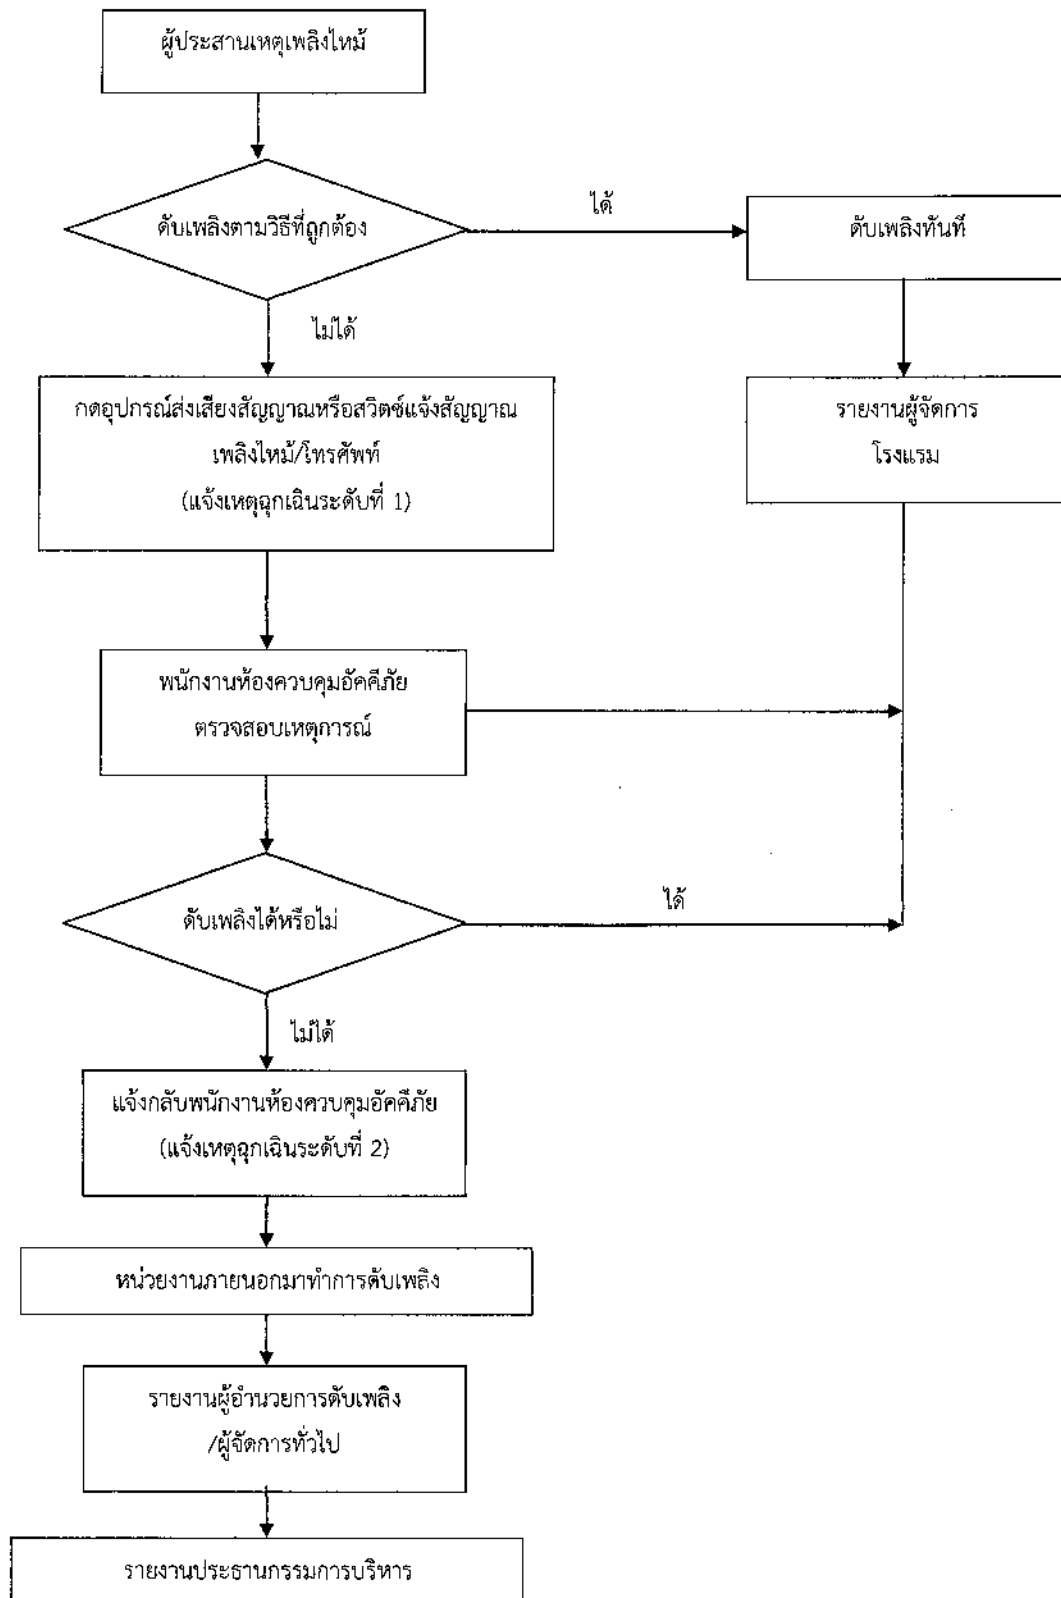 ผู้ประสานเหตุเพลิงไหม้
ดับเพลิงตามวิธีที่ถูกต้อง
ได้
ดับเพลิงทันที
ไม่ได้
กดอุปกรณ์ส่งเสียงสัญญาณหรือสวิตช์แจ้งสัญญาณ
เพลิงไหม้/โทรศัพท์
(แจ้งเหตุฉุกเฉินระดับที่ 1)
รายงานผู้จัดการ
โรงแรม
พนักงานห้องควบคุมอัคคีภัย
ตรวจสอบเหตุการณ์
ดับเพลิงได้หรือไม่
ได้
ไม่ได้
แจ้งกลับพนักงานห้องควบคุมอัคคีภัย
(แจ้งเหตุฉุกเฉินระดับที่ 2)
หน่วยงานภายนอกมาทำการดับเพลิง
รายงานผู้อำนวยการดับเพลิง
/ผู้จัดการทั่วไป
รายงานประธานกรรมการบริหาร